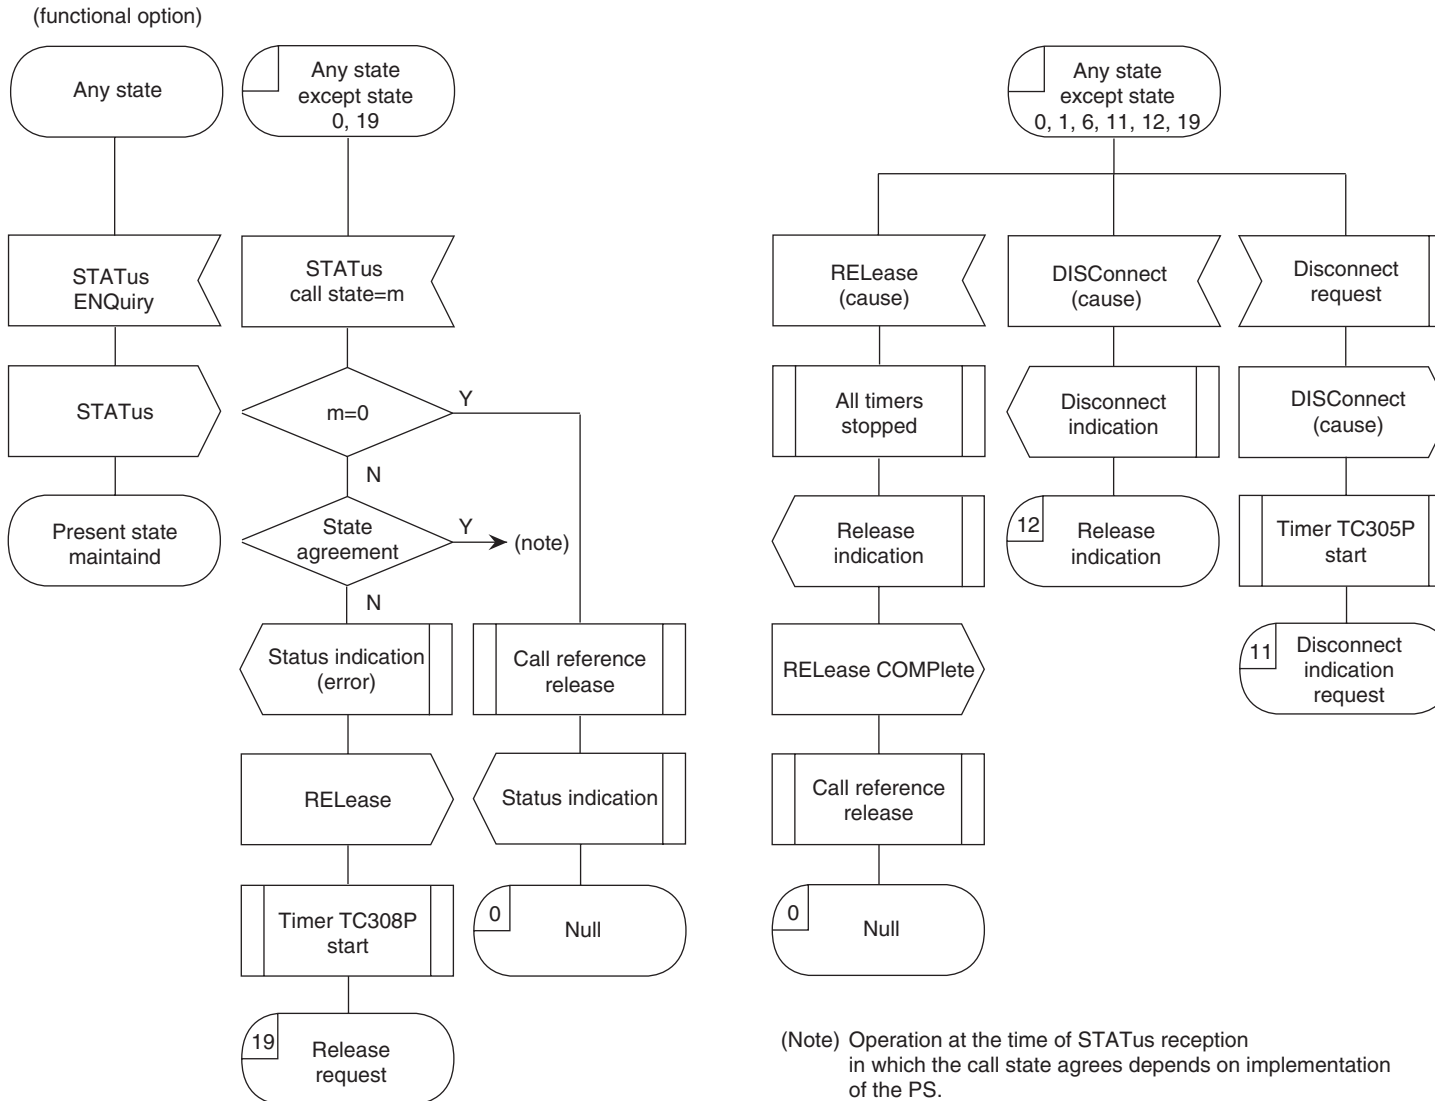 (functional option)
Any state
STATus
ENQuiry
STATus
Present state
maintaind
Any state
except state
0, 19
STATus
call state=m
m=0
Y
N
State
agreement
Y
(note)
N
Status indication
(error)
RELease
Timer TC308P
start
19
Release
request
Call reference
release
Status indication
0
Null
Any state
except state
0, 1, 6, 11, 12, 19
RELease
(cause)
All timers
stopped
Release
indication
RELease COMPlete
Call reference
release
0
Null
DISConnect
(cause)
Disconnect
indication
12
Release
indication
Disconnect
request
DISConnect
(cause)
Timer TC305P
start
11
Disconnect
indication
request
(Note) Operation at the time of STATus reception
in which the call state agrees depends on implementation
of the PS.